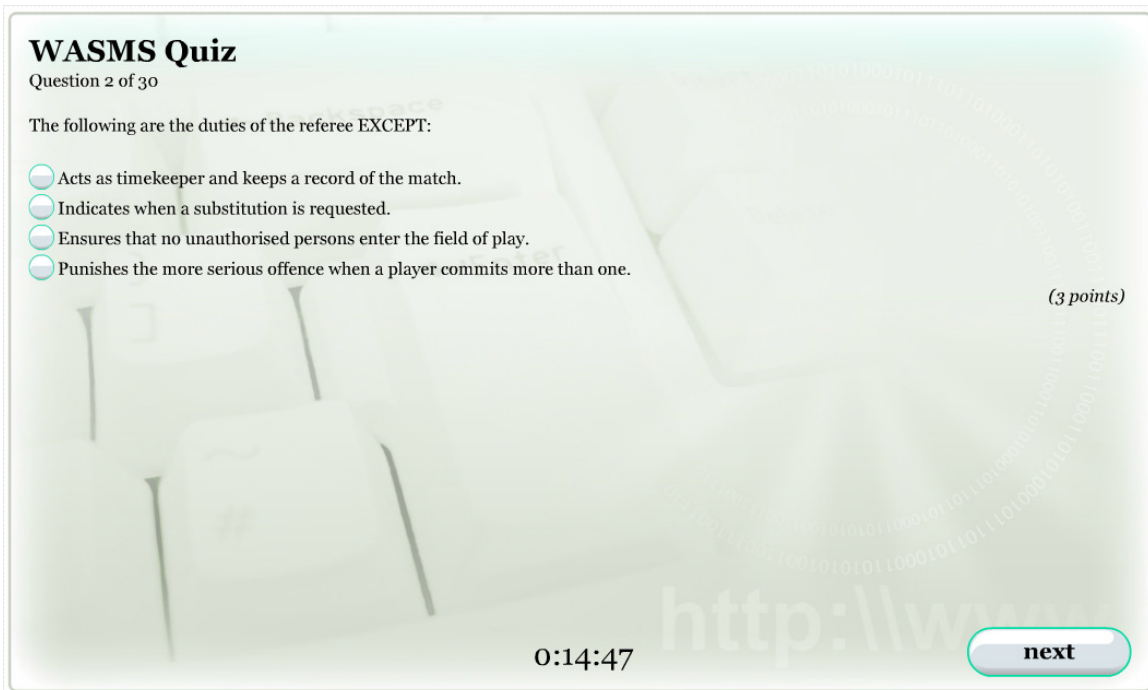 WASMS Quiz
Question 2 of 30
The following are the duties of the referee EXCEPT:
Acts as timekeeper and keeps a record of the match.
Indicates when a substitution is requested.
Ensures that no unauthorised persons enter the field of play.
Punishes the more serious offence when a player commits more than one.
(3 points)
http:\\www
0:14:47
next